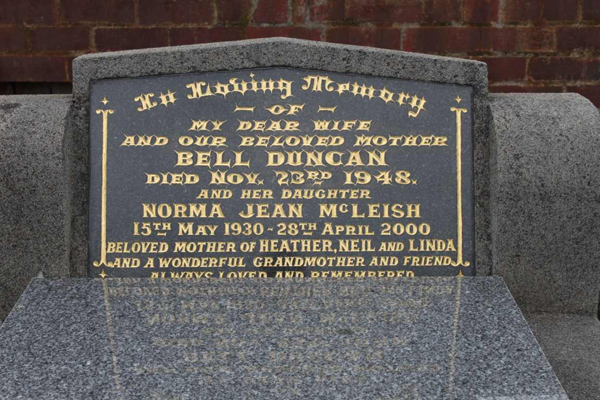 In Loving Memory
– OF –
MY DEAR WIFE
AND OUR BELOVED MOTHER
BELL DUNCAN
DIED NOV. 23RD 1948.
AND HER DAUGHTER
NORMA JEAN McLEISH
15TH MAY 1930 - 28TH APRIL 2000
BELOVED MOTHER OF HEATHER, NEIL AND LINDA
AND A WONDERFUL GRANDMOTHER AND FRIEND
ALWAYS LOVED AND REMEMBERED